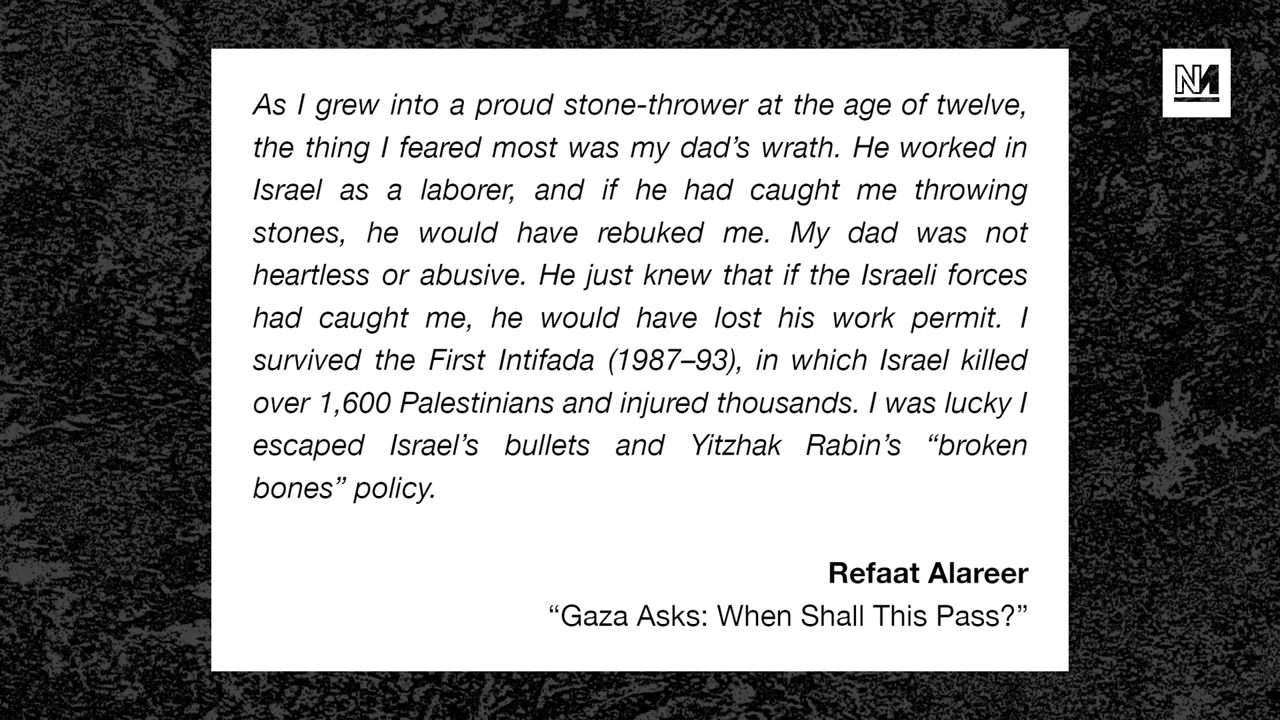 As I grew into a proud stone-thrower at the age of twelve,
the thing I feared most was my dad’s wrath. He worked in
Israel as a laborer, and if he had caught me throwing
stones, he would have rebuked me. My dad was not
heartless or abusive. He just knew that if the Israeli forces
had caught me, he would have lost his work permit. I
survived the First Intifada (1987–93), in which Israel killed
over 1,600 Palestinians and injured thousands. I was lucky I
escaped Israel’s bullets and Yitzhak Rabin’s “broken
bones” policy.
Refaat Alareer
“Gaza Asks: When Shall This Pass?”
NM